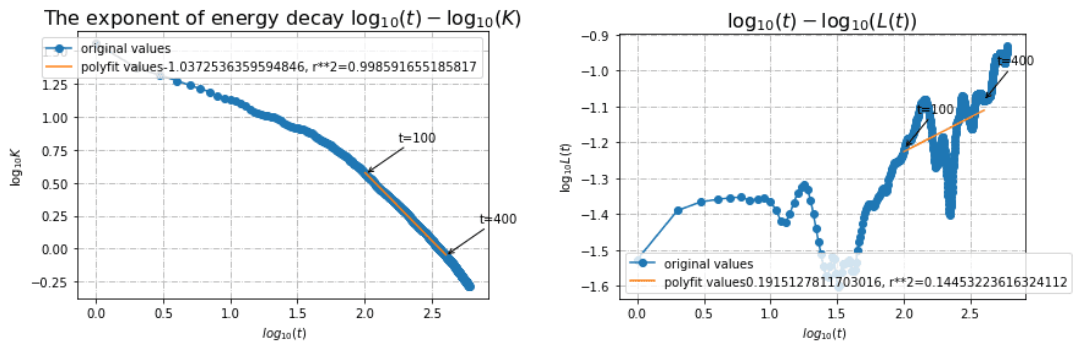 The exponent of energy decay log₁₀(t) − log₁₀(K)
original values
polyfit values-1.0372536359594846, r**2=0.998591655185817
t=100
t=400
1.25
1.00
0.75
0.50
0.25
0.00
−0.25
log₁₀K
0.0
0.5
1.0
1.5
2.0
2.5
log₁₀(t)
log₁₀(t) − log₁₀(L(t))
−0.9
−1.0
−1.1
−1.2
−1.3
−1.4
−1.5
−1.6
log₁₀L(t)
t=400
t=100
original values
polyfit values0.1915127811703016, r**2=0.14453223616324112
0.0
0.5
1.0
1.5
2.0
2.5
log₁₀(t)